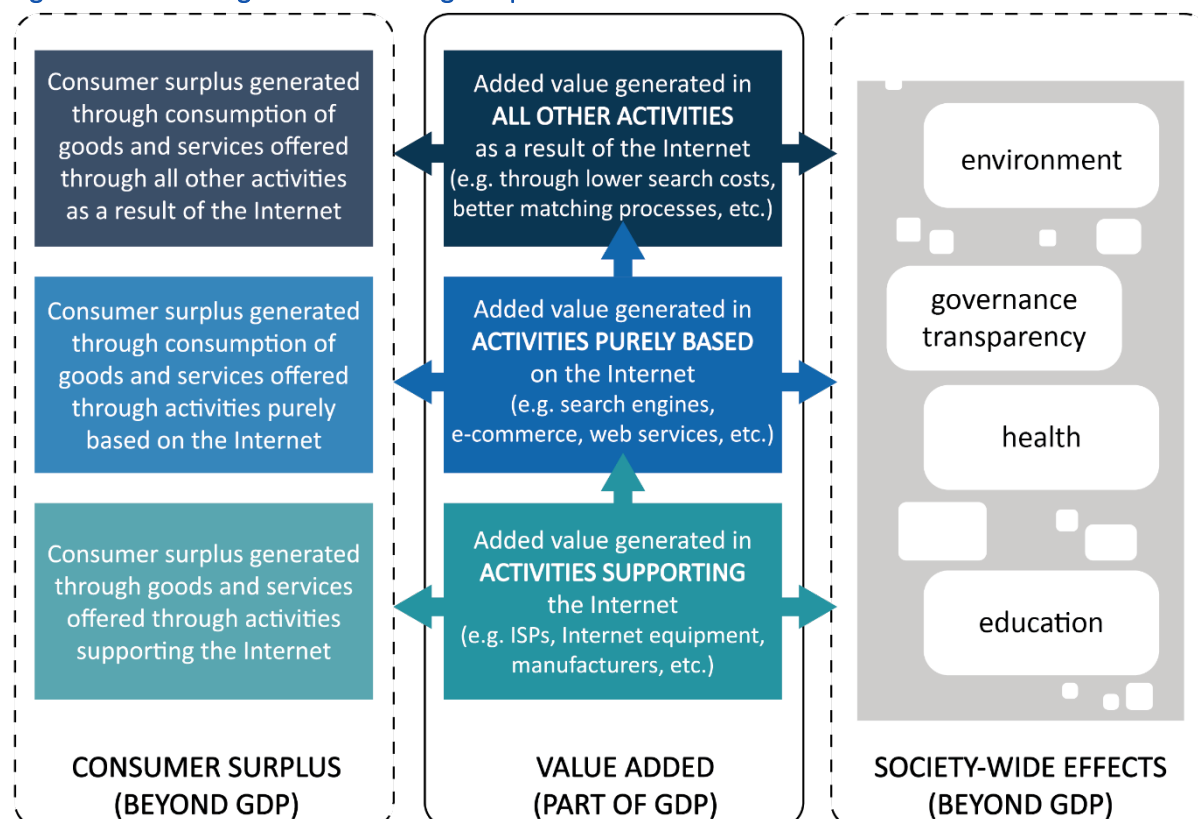 Consumer surplus generated
through consumption of
goods and services offered
through all other activities
as a result of the Internet
Consumer surplus generated
through consumption of
goods and services offered
through activities purely
based on the Internet
Consumer surplus generated
through goods and services
offered through activities
supporting the Internet
CONSUMER SURPLUS
(BEYOND GDP)
Added value generated in
ALL OTHER ACTIVITIES
as a result of the Internet
(e.g. through lower search costs,
better matching processes, etc.)
Added value generated in
ACTIVITIES PURELY BASED
on the Internet
(e.g. search engines,
e-commerce, web services, etc.)
Added value generated in
ACTIVITIES SUPPORTING
the Internet
(e.g. ISPs, Internet equipment,
manufacturers, etc.)
VALUE ADDED
(PART OF GDP)
environment
governance
transparency
health
education
SOCIETY-WIDE EFFECTS
(BEYOND GDP)